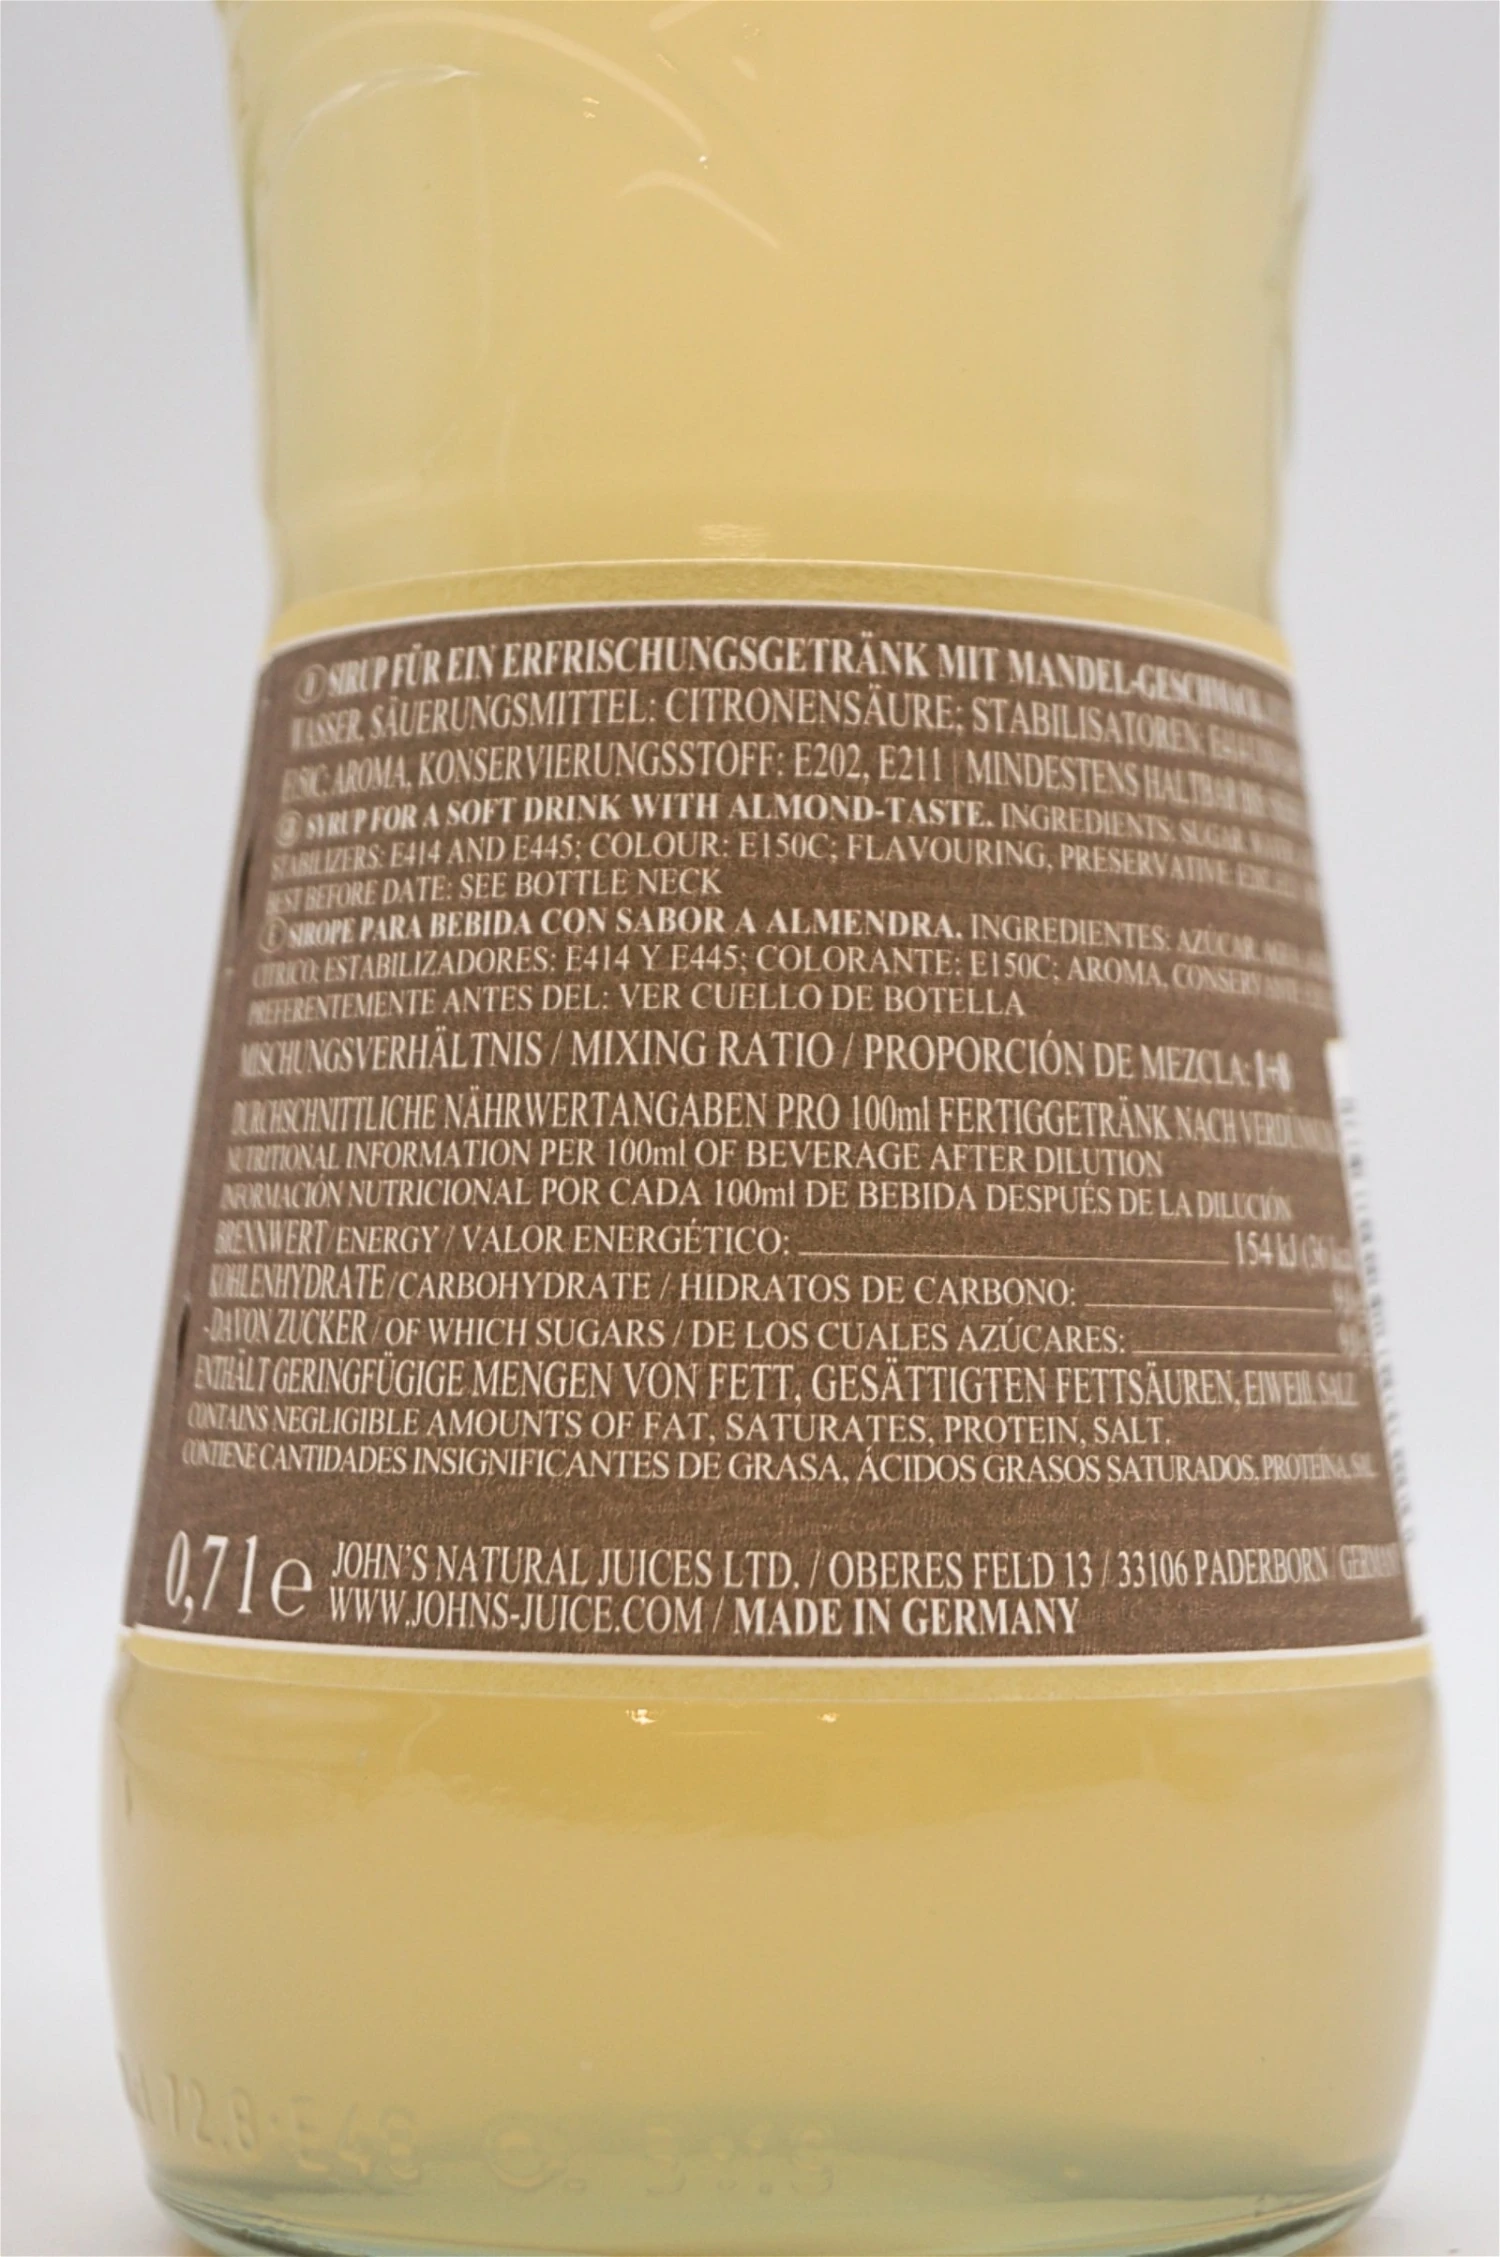 SIRUP FÜR EIN ERFRISCHUNGSGETRÄNK MIT MANDEL-GESCHMACK.
WASSER, SÄUERUNGSMITTEL: CITRONENSÄURE; STABILISATOREN:
AROMA, KONSERVIERUNGSSTOFF: E202, E211 | MINDESTENS HALTBAR BIS:
SYRUP FOR A SOFT DRINK WITH ALMOND-TASTE. INGREDIENTS: SUGAR, WATER,
STABILIZERS: E414 AND E445; COLOUR: E150C; FLAVOURING, PRESERVATIVE:
BEST BEFORE DATE: SEE BOTTLE NECK
E SIROPE PARA BEBIDA CON SABOR A ALMENDRA. INGREDIENTES: AZÚCAR,
CITRICO; ESTABILIZADORES: E414 Y E445; COLORANTE: E150C; AROMA,
PREFERENTEMENTE ANTES DEL: VER CUELLO DE BOTELLA
MISCHUNGSVERHÄLTNIS / MIXING RATIO / PROPORCIÓN DE MEZCLA: 1+8
DURCHSCHNITTLICHE NÄHRWERTANGABEN PRO 100ml FERTIGGETRÄNK NACH
NUTRITIONAL INFORMATION PER 100ml OF BEVERAGE AFTER DILUTION
INFORMACIÓN NUTRICIONAL POR CADA 100ml DE BEBIDA DESPUÉS DE LA DILUCIÓN
BRENNWERT/ENERGY / VALOR ENERGÉTICO: 154 kJ (36
KOHLENHYDRATE/CARBOHYDRATE / HIDRATOS DE CARBONO:
-DAVON ZUCKER / OF WHICH SUGARS / DE LOS CUALES AZÚCARES:
ENTHÄLT GERINGFÜGIGE MENGEN VON FETT, GESÄTTIGTEN FETTSÄUREN, EIWEIß, SALZ
CONTAINS NEGLIGIBLE AMOUNTS OF FAT, SATURATES, PROTEIN, SALT.
CONTIENE CANTIDADES INSIGNIFICANTES DE GRASA, ÁCIDOS GRASOS SATURADOS, PROTEÍNA, SAL
0,7 l e JOHN'S NATURAL JUICES LTD. / OBERES FELD 13 / 33106 PADERBORN / GERMANY
WWW.JOHNS-JUICE.COM / MADE IN GERMANY